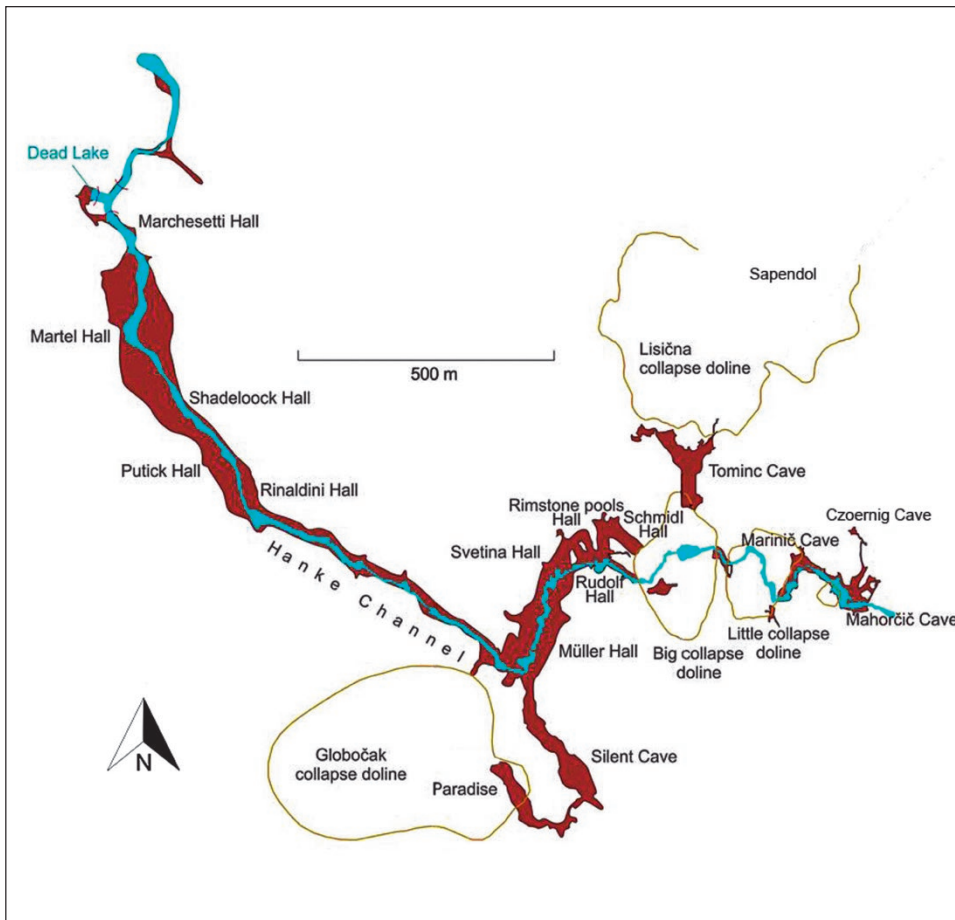 Dead Lake
Marchesetti Hall
Sapendol
Martel Hall
Lisična
collapse doline
500 m
Shadeloock Hall
Putick Hall
Tominc Cave
Rinaldini Hall
Rimstone pools
Hall
Schmidl
Hall
Czoernig Cave
Marinič Cave
Svetina Hall
Hanke Channel
Rudolf
Hall
Mahorčič Cave
Little collapse
doline
Müller Hall
Big collapse
doline
Globočak
collapse doline
Silent Cave
Paradise
N